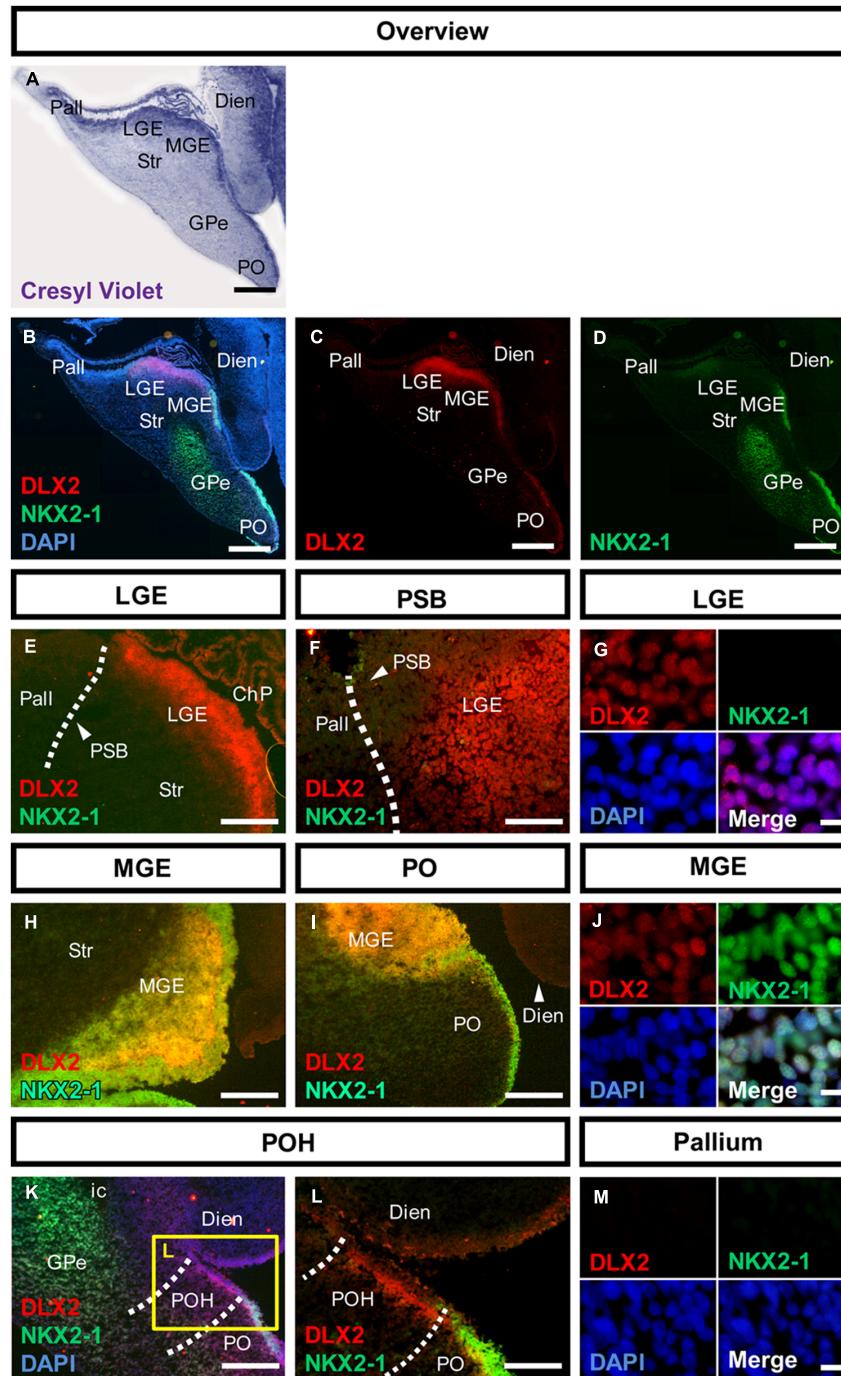 Overview
A
Pall
Dien
LGE
MGE
Str
GPe
PO
Cresyl Violet
B
Pall
Dien
LGE
MGE
Str
GPe
PO
DLX2
NKX2-1
DAPI
C
Pall
Dien
LGE
MGE
Str
GPe
PO
DLX2
D
Pall
Dien
LGE
MGE
Str
GPe
PO
NKX2-1
LGE
PSB
LGE
E
Pall
PSB
LGE
ChP
Str
DLX2
NKX2-1
F
PSB
Pall
LGE
DLX2
NKX2-1
G
DLX2
NKX2-1
DAPI
Merge
MGE
PO
MGE
H
Str
MGE
DLX2
NKX2-1
I
MGE
PO
Dien
DLX2
NKX2-1
J
DLX2
NKX2-1
DAPI
Merge
POH
Pallium
K
ic
Dien
GPe
L
POH
PO
DLX2
NKX2-1
DAPI
L
Dien
POH
PO
DLX2
NKX2-1
M
DLX2
NKX2-1
DAPI
Merge